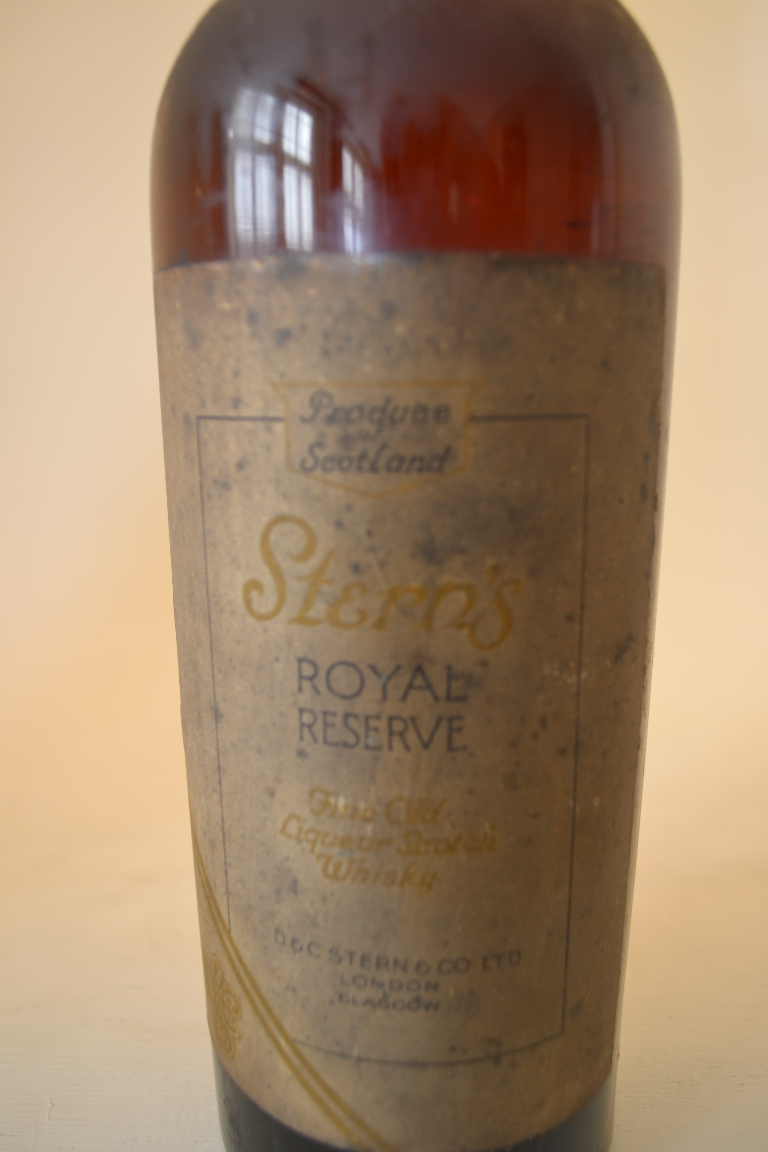 Produce
of
Scotland
Stern's
ROYAL
RESERVE
Fine Old
Liqueur Scotch
Whisky
D & C STERN & CO LTD
LONDON
&
GLASGOW